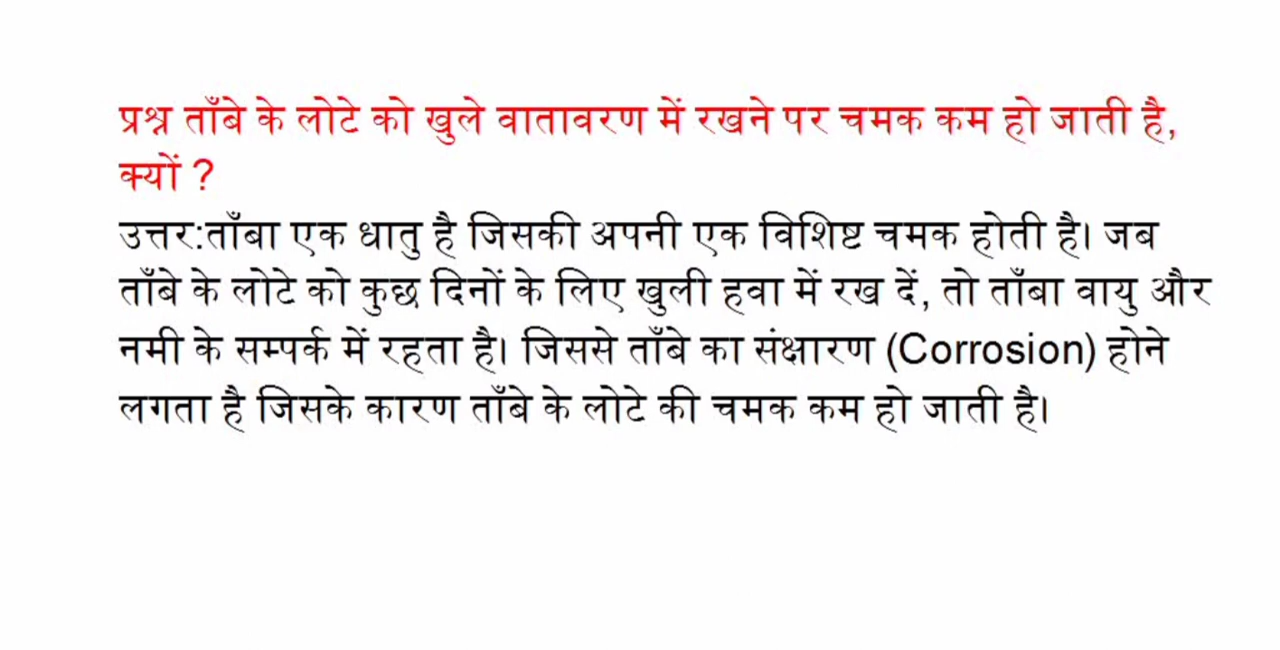 प्रश्न ताँबे के लोटे को खुले वातावरण में रखने पर चमक कम हो जाती है,
क्यों ?
उत्तर:ताँबा एक धातु है जिसकी अपनी एक विशिष्ट चमक होती है। जब
ताँबे के लोटे को कुछ दिनों के लिए खुली हवा में रख दें, तो ताँबा वायु और
नमी के सम्पर्क में रहता है। जिससे ताँबे का संक्षारण (Corrosion) होने
लगता है जिसके कारण ताँबे के लोटे की चमक कम हो जाती है।